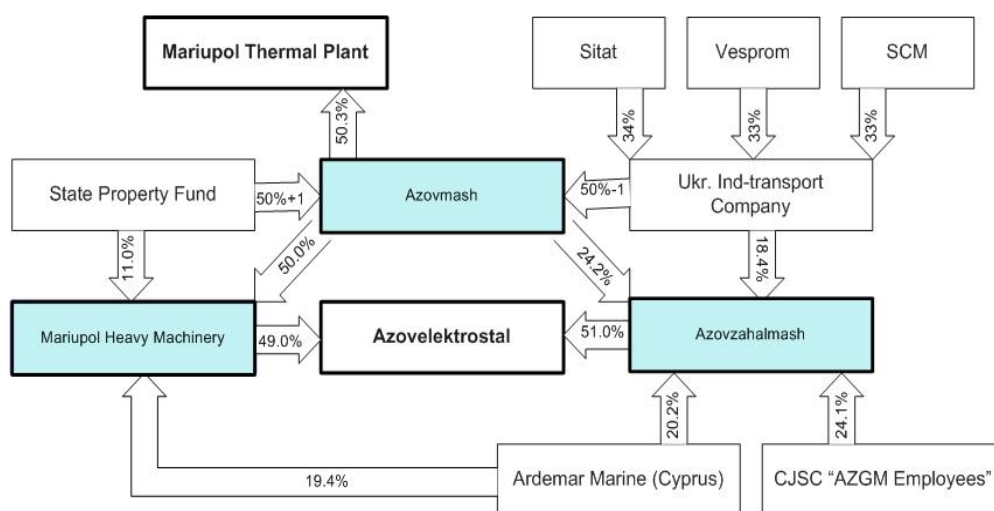 Mariupol Thermal Plant
Sitat
Vesprom
SCM
50.3%
34%
33%
33%
State Property Fund
50%+1
Azovmash
50%-1
Ukr. Ind-transport
Company
11.0%
50.0%
24.2%
18.4%
Mariupol Heavy Machinery
49.0%
Azovelektrostal
51.0%
Azovzahalmash
20.2%
24.1%
19.4%
Ardemar Marine (Cyprus)
CJSC “AZGM Employees”